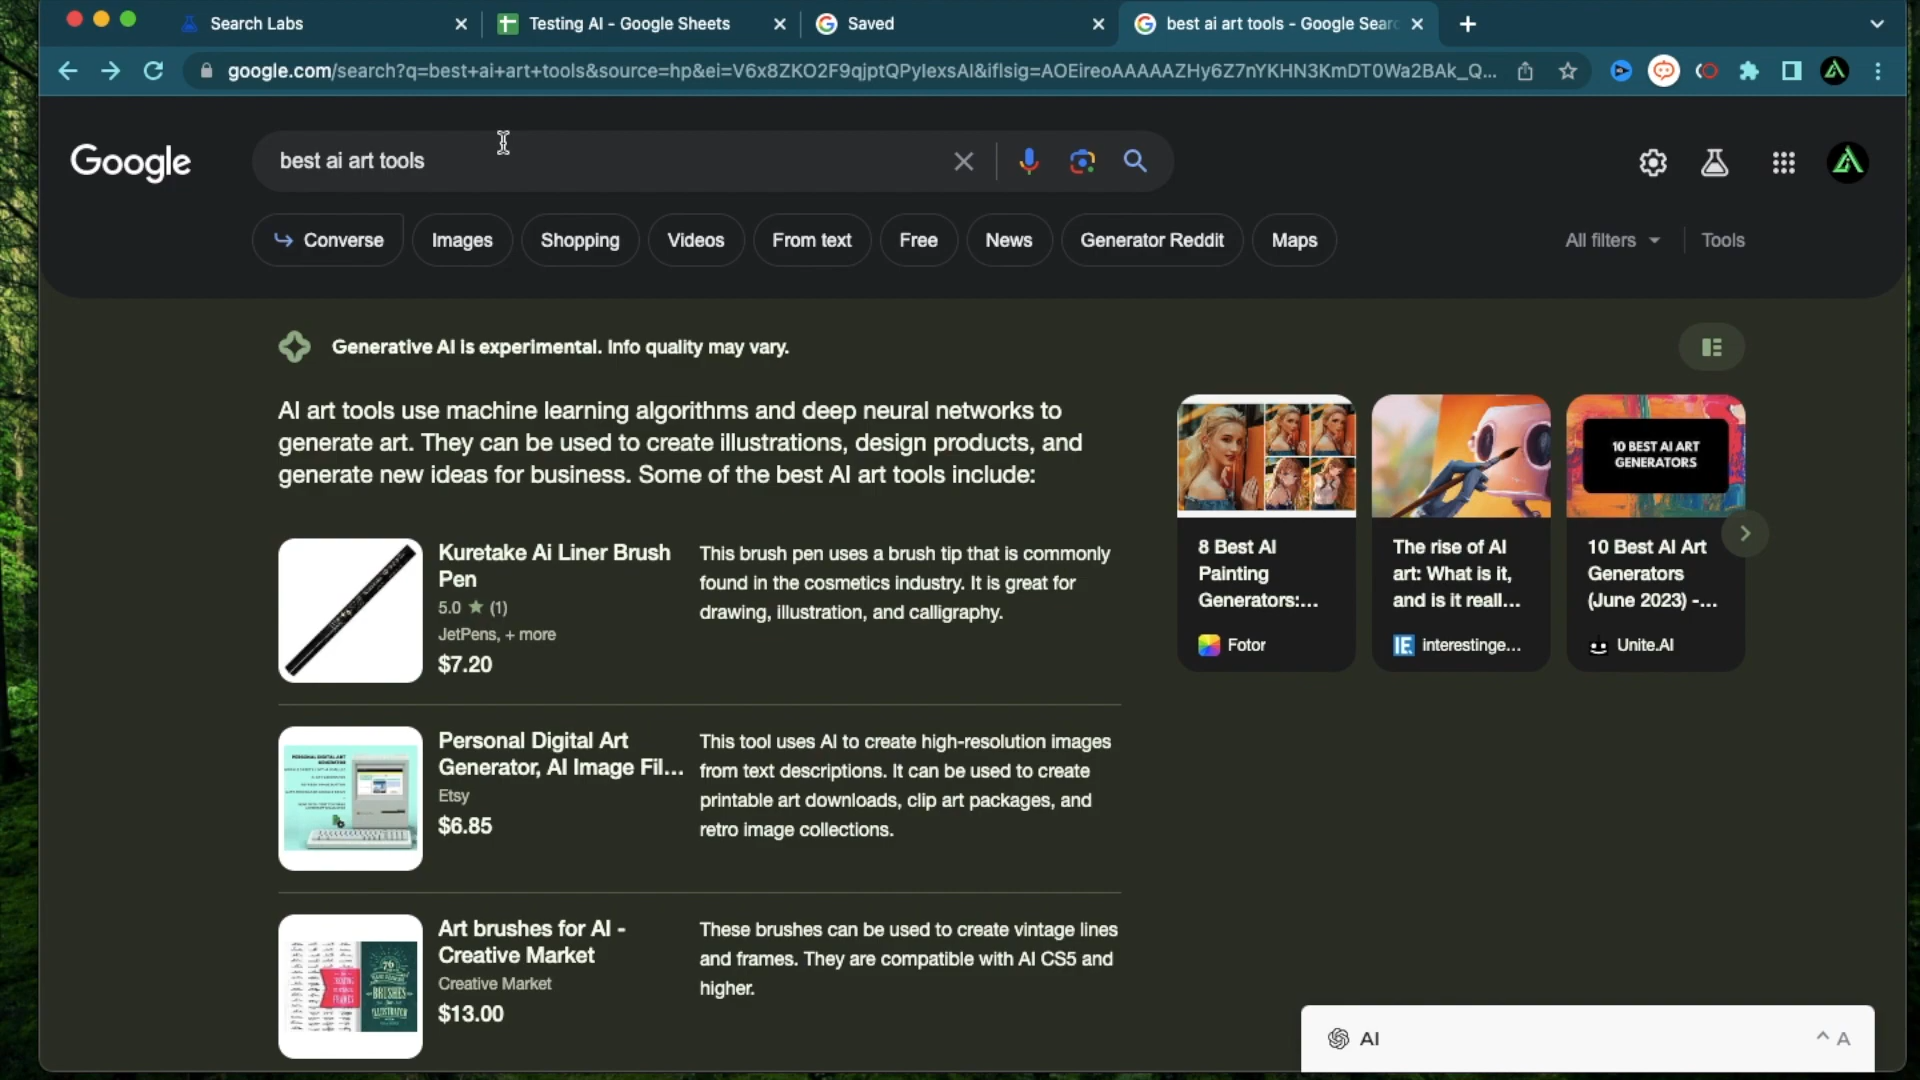 Search Labs
Testing AI - Google Sheets
Saved
best ai art tools - Google Sear
google.com/search?q=best+ai+art+tools&source=hp&ei=V6x8ZKO2F9qjptQPyIexsAI&iflsig=AOEireoAAAAAZHy6Z7nYKHN3KmDT0Wa2BAk_Q...
Google
best ai art tools
Converse
Images
Shopping
Videos
From text
Free
News
Generator Reddit
Maps
All filters
Tools
Generative AI is experimental. Info quality may vary.
AI art tools use machine learning algorithms and deep neural networks to
generate art. They can be used to create illustrations, design products, and
generate new ideas for business. Some of the best AI art tools include:
Kuretake Ai Liner Brush
Pen
5.0 ★ (1)
JetPens, + more
$7.20
This brush pen uses a brush tip that is commonly
found in the cosmetics industry. It is great for
drawing, illustration, and calligraphy.
Personal Digital Art
Generator, AI Image Fil...
Etsy
$6.85
This tool uses AI to create high-resolution images
from text descriptions. It can be used to create
printable art downloads, clip art packages, and
retro image collections.
Art brushes for AI -
Creative Market
Creative Market
$13.00
These brushes can be used to create vintage lines
and frames. They are compatible with AI CS5 and
higher.
8 Best AI
Painting
Generators:...
Fotor
The rise of AI
art: What is it,
and is it reall...
IE interestinge...
10 BEST AI ART
GENERATORS
10 Best AI Art
Generators
(June 2023) -...
Unite.AI
PERSONAL DIGITAL ART
GENERATOR
76
BRUSHES
AI
^ A